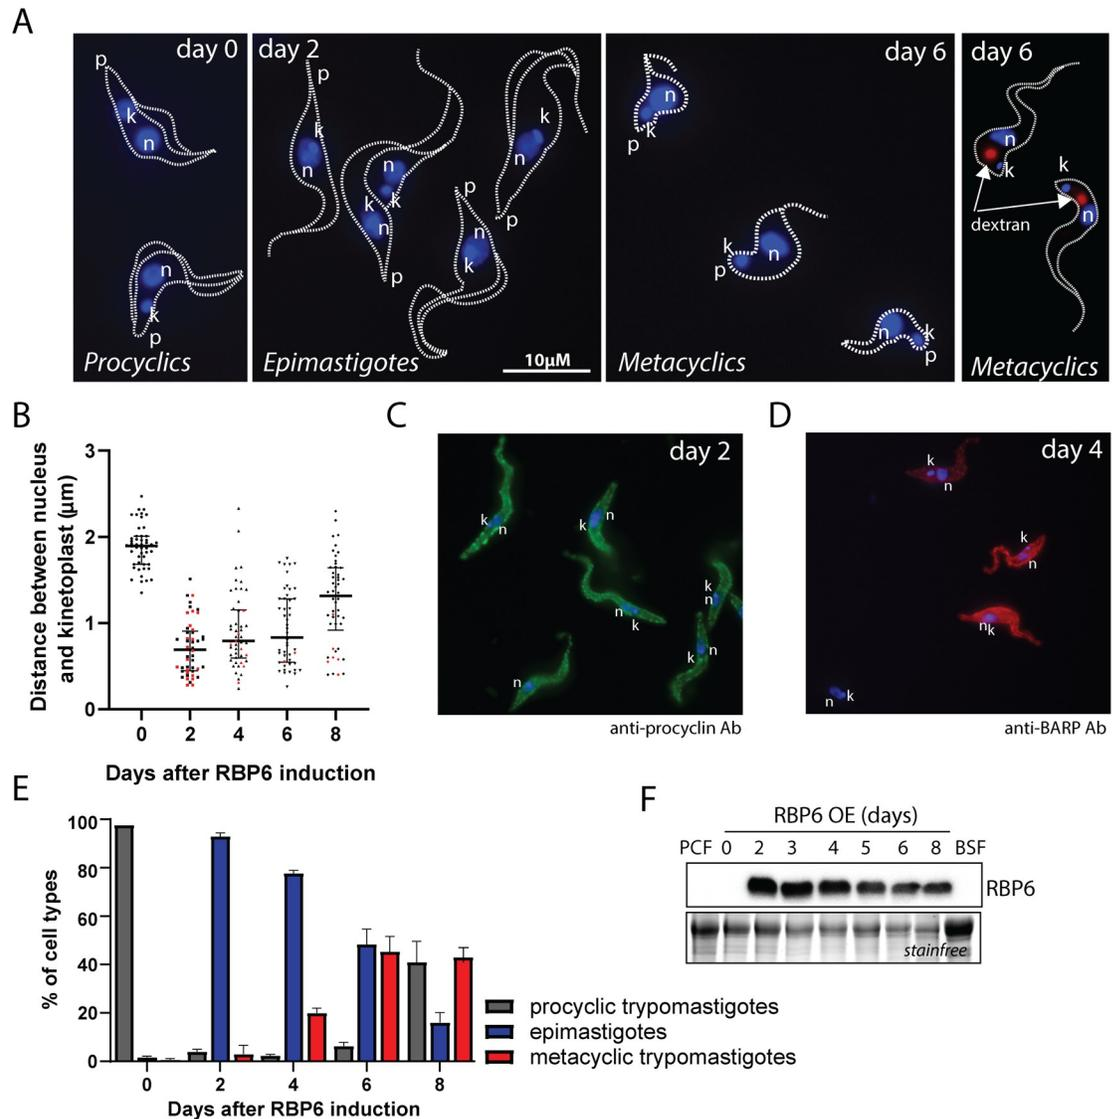 A
day 0
p
k
n
n
k
p
Procyclics
day 2
p
k
n
n
k
k
n
p
k
n
p
p
n
k
Epimastigotes
10µM
day 6
n
k
p
k
n
p
n
k
p
Metacyclics
day 6
n
k
k
n
dextran
Metacyclics
B
Distance between nucleus
and kinetoplast (µm)
3
2
1
0
0 2 4 6 8
Days after RBP6 induction
C
day 2
k
n
k
n
n
k
k
n
k
n
n
anti-procyclin Ab
D
day 4
k
n
k
n
n
k
n
k
anti-BARP Ab
E
% of cell types
100
80
60
40
20
0
0 2 4 6 8
Days after RBP6 induction
procyclic trypomastigotes
epimastigotes
metacyclic trypomastigotes
F
RBP6 OE (days)
PCF 0 2 3 4 5 6 8 BSF
RBP6
stainfree